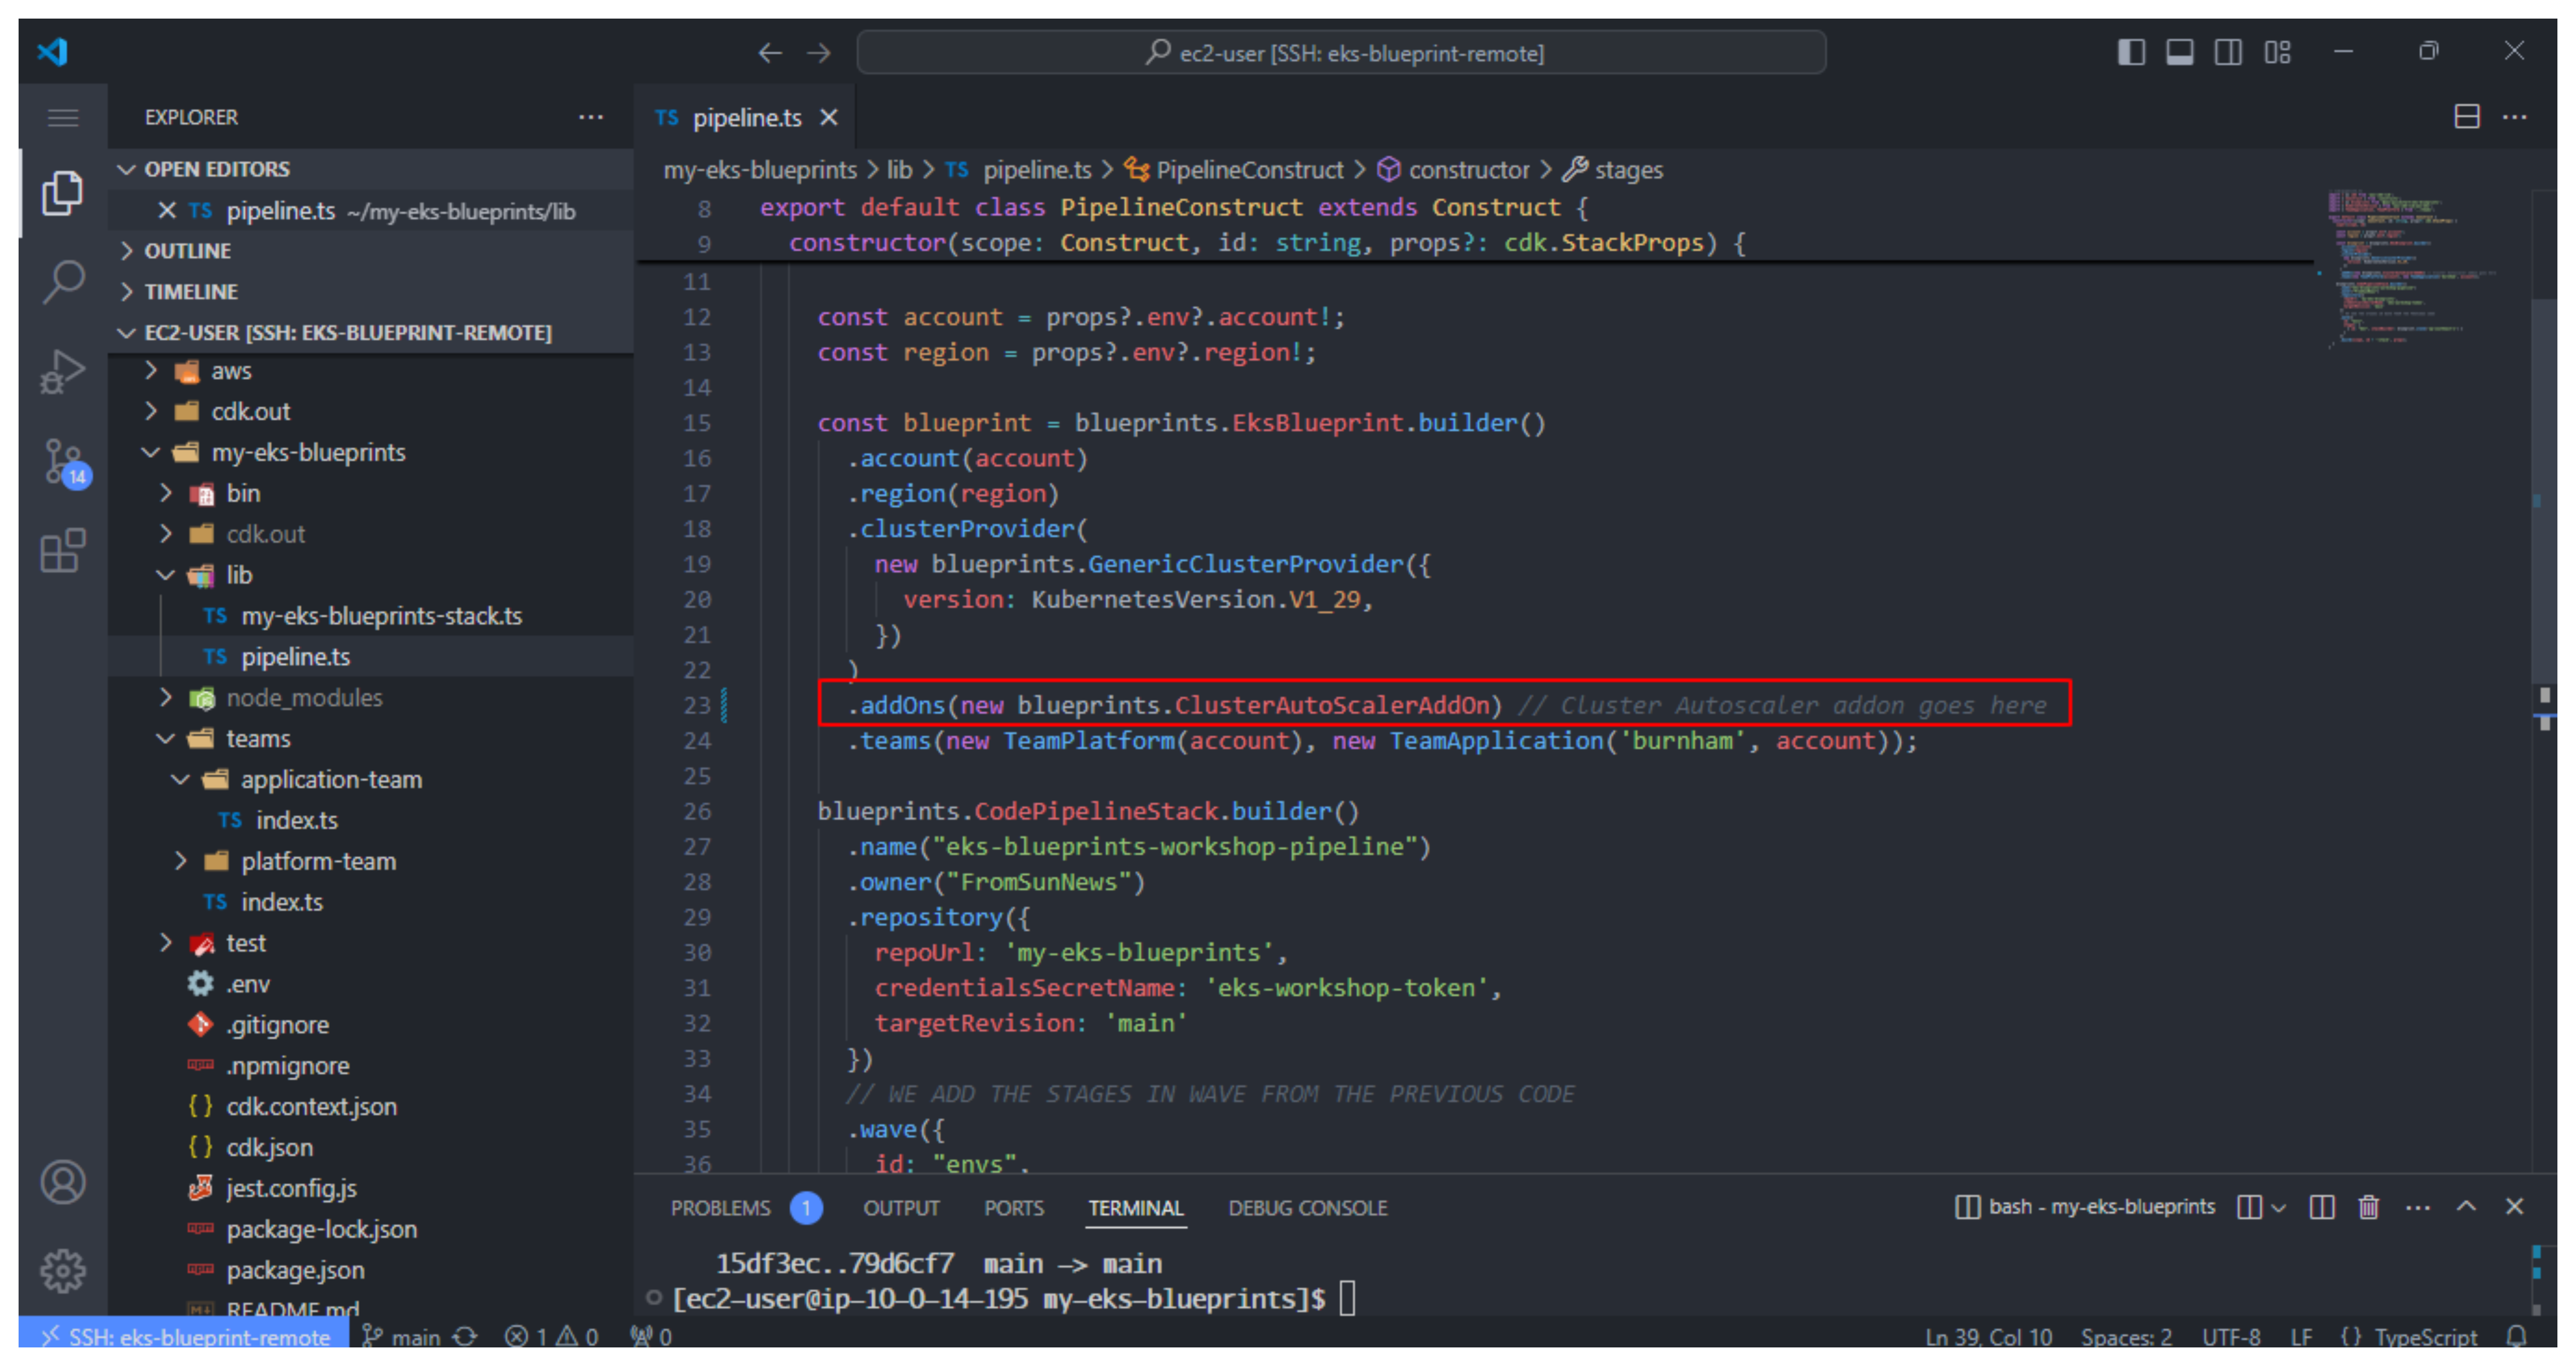 ec2-user [SSH: eks-blueprint-remote]
EXPLORER
OPEN EDITORS
TS pipeline.ts ~/my-eks-blueprints/lib
OUTLINE
TIMELINE
EC2-USER [SSH: EKS-BLUEPRINT-REMOTE]
aws
cdk.out
my-eks-blueprints
bin
cdk.out
lib
TS my-eks-blueprints-stack.ts
TS pipeline.ts
node_modules
teams
application-team
TS index.ts
platform-team
TS index.ts
test
.env
.gitignore
.npmignore
{ } cdk.context.json
{ } cdk.json
jest.config.js
package-lock.json
package.json
README.md
14
TS pipeline.ts
my-eks-blueprints > lib > TS pipeline.ts > PipelineConstruct > constructor > stages
8 export default class PipelineConstruct extends Construct {
9 constructor(scope: Construct, id: string, props?: cdk.StackProps) {
11
12 const account = props?.env?.account!;
13 const region = props?.env?.region!;
14
15 const blueprint = blueprints.EksBlueprint.builder()
16 .account(account)
17 .region(region)
18 .clusterProvider(
19 new blueprints.GenericClusterProvider({
20 version: KubernetesVersion.V1_29,
21 })
22 )
23 .addOns(new blueprints.ClusterAutoScalerAddOn) // Cluster Autoscaler addon goes here
24 .teams(new TeamPlatform(account), new TeamApplication('burnham', account));
25
26 blueprints.CodePipelineStack.builder()
27 .name("eks-blueprints-workshop-pipeline")
28 .owner("FromSunNews")
29 .repository({
30 repoUrl: 'my-eks-blueprints',
31 credentialsSecretName: 'eks-workshop-token',
32 targetRevision: 'main'
33 })
34 // WE ADD THE STAGES IN WAVE FROM THE PREVIOUS CODE
35 .wave({
36 id: "envs",
PROBLEMS 1 OUTPUT PORTS TERMINAL DEBUG CONSOLE
bash - my-eks-blueprints
15df3ec..79d6cf7 main -> main
[ec2-user@ip-10-0-14-195 my-eks-blueprints]$
SSH: eks-blueprint-remote main 1 0 0
Ln 39, Col 10 Spaces: 2 UTF-8 LF { } TypeScript